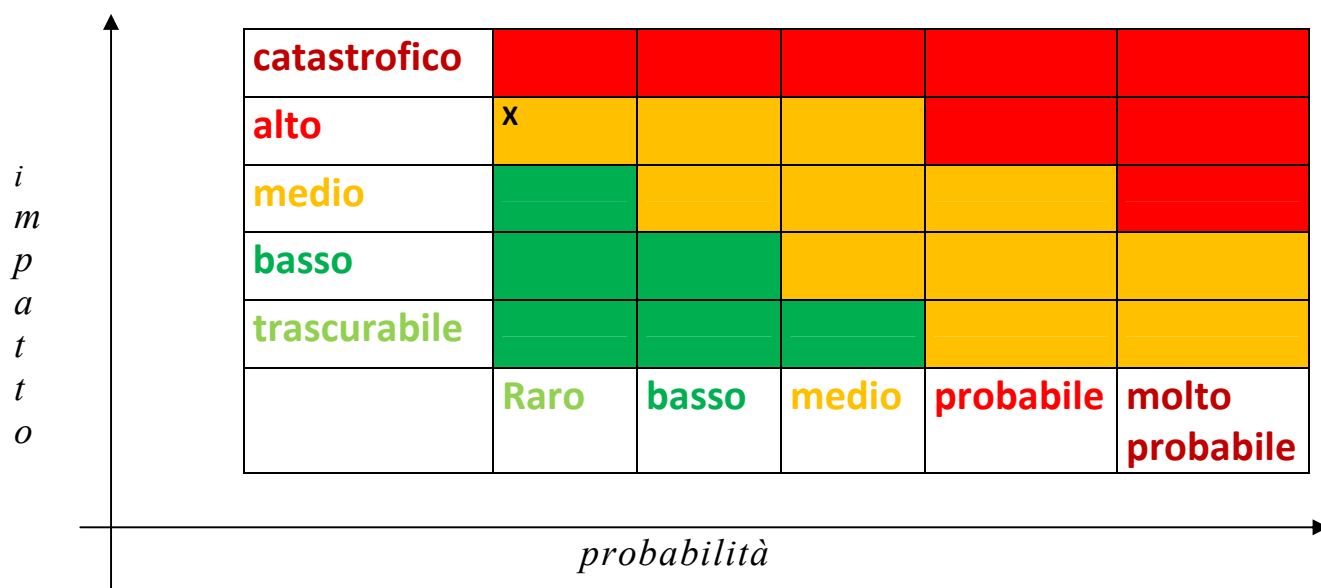 catastrofico
alto x
medio
basso
trascurabile
Raro basso medio probabile molto
probabile
i
m
p
a
t
t
o
probabilità